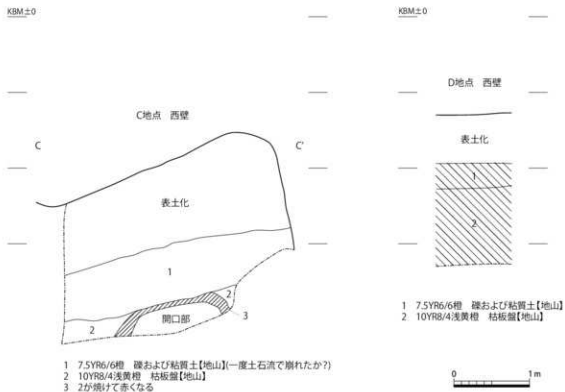 KBM±0
C地点　西壁
C
C'
表土化
1
2
2
3
開口部
1　7.5YR6/6橙　礫および粘質土【地山】(一度土石流で崩れたか?)
2　10YR8/4浅黄橙　枯板盤【地山】
3　2が焼けて赤くなる
KBM±0
D地点　西壁
表土化
1
2
1　7.5YR6/6橙　礫および粘質土【地山】
2　10YR8/4浅黄橙　枯板盤【地山】
0
1m